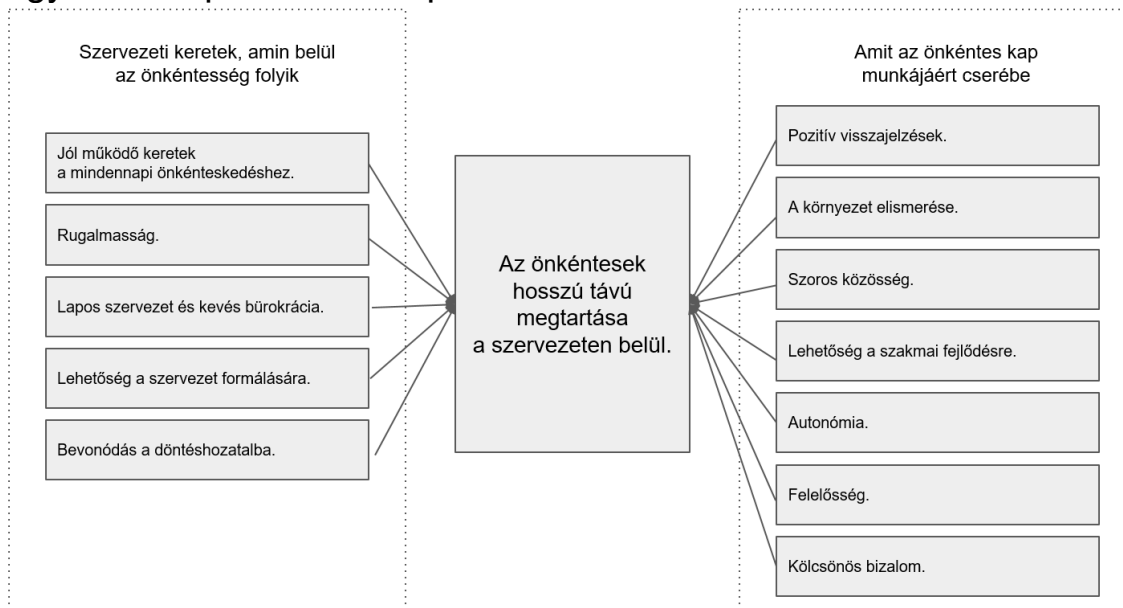 Szervezeti keretek, amin belül
az önkéntesség folyik
Jól működő keretek
a mindennapi önkénteskedéshez.
Rugalmasság.
Lapos szervezet és kevés bürokrácia.
Lehetőség a szervezet formálására.
Bevonódás a döntéshozatalba.
Az önkéntesek
hosszú távú
megtartása
a szervezeten belül.
Amit az önkéntes kap
munkájáért cserébe
Pozitív visszajelzések.
A környezet elismerése.
Szoros közösség.
Lehetőség a szakmai fejlődésre.
Autonómia.
Felelősség.
Kölcsönös bizalom.